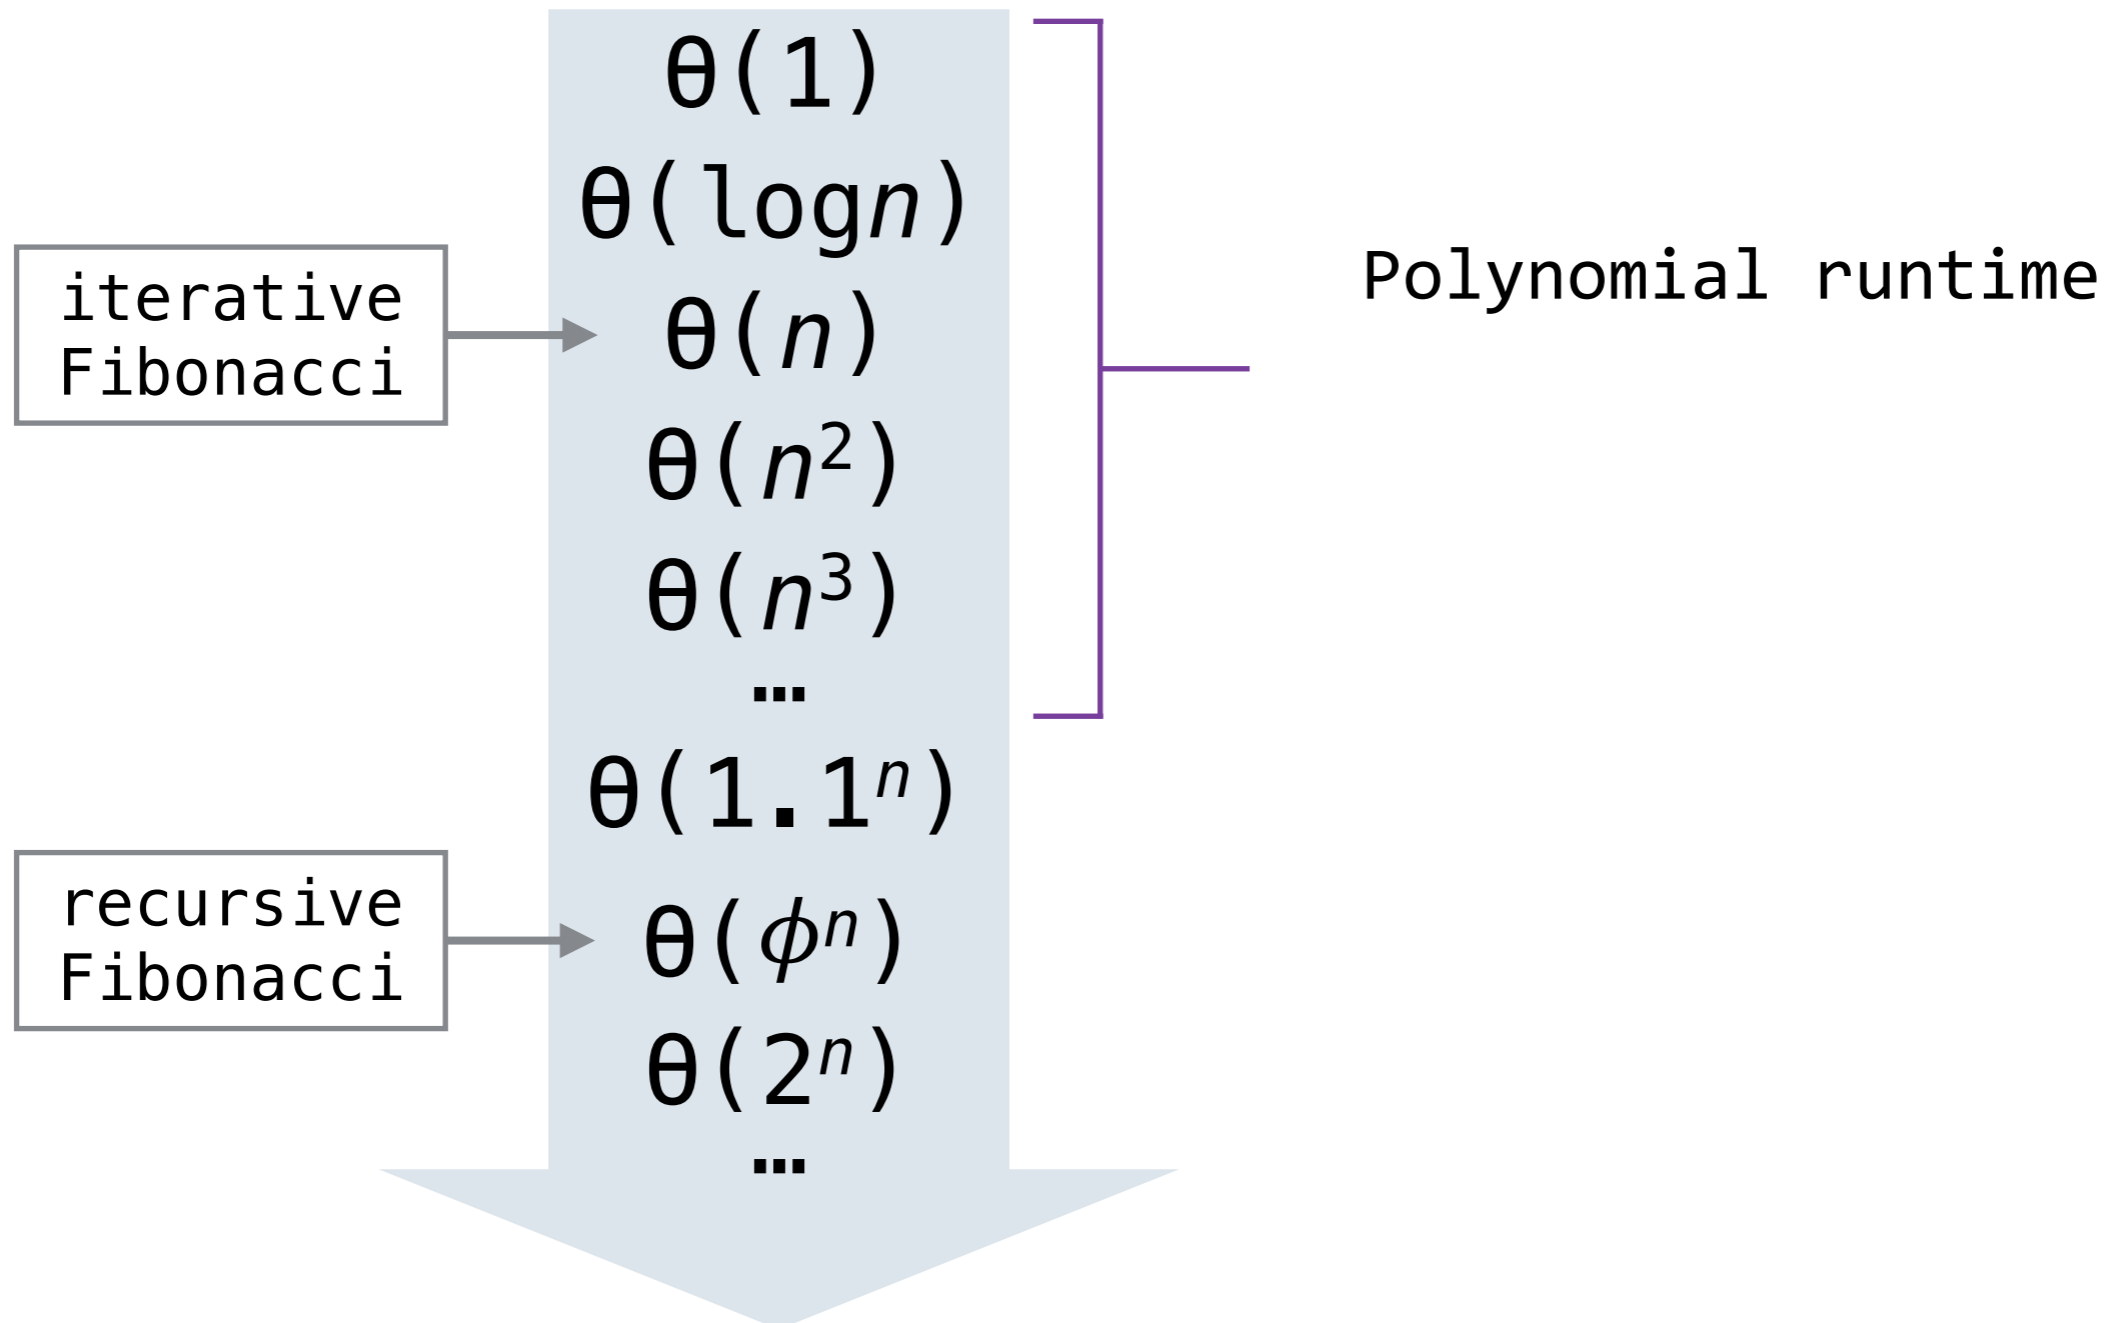 θ(1)
θ(logn)
iterative
Fibonacci
θ(n)
Polynomial runtime
θ(n²)
θ(n³)
…
θ(1.1ⁿ)
recursive
Fibonacci
θ(ϕⁿ)
θ(2ⁿ)
…